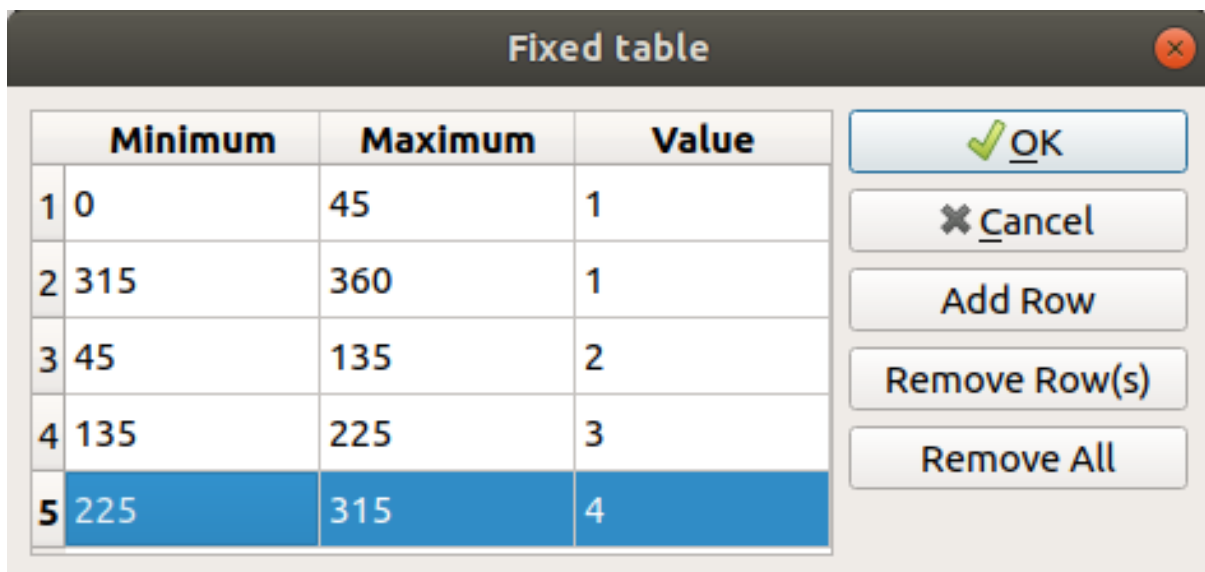 Fixed table
Minimum Maximum Value
1 0 45 1
2 315 360 1
3 45 135 2
4 135 225 3
5 225 315 4
OK
Cancel
Add Row
Remove Row(s)
Remove All